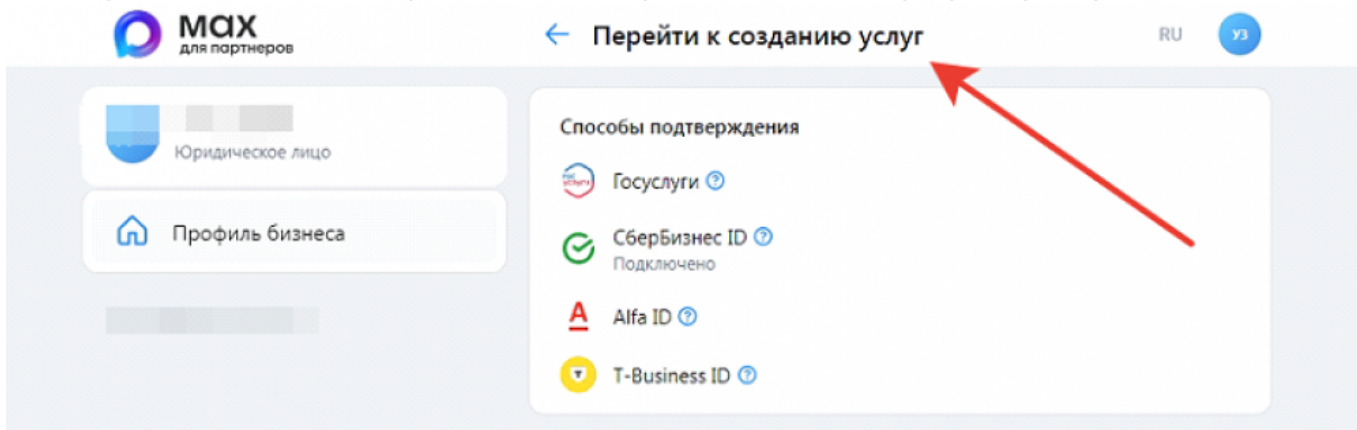 МОХ
для партнеров
← Перейти к созданию услуг
RU
УЗ
Юридическое лицо
Профиль бизнеса
Способы подтверждения
Госуслуги ?
СберБизнес ID ?
Подключено
А Alfa ID ?
T-Business ID ?